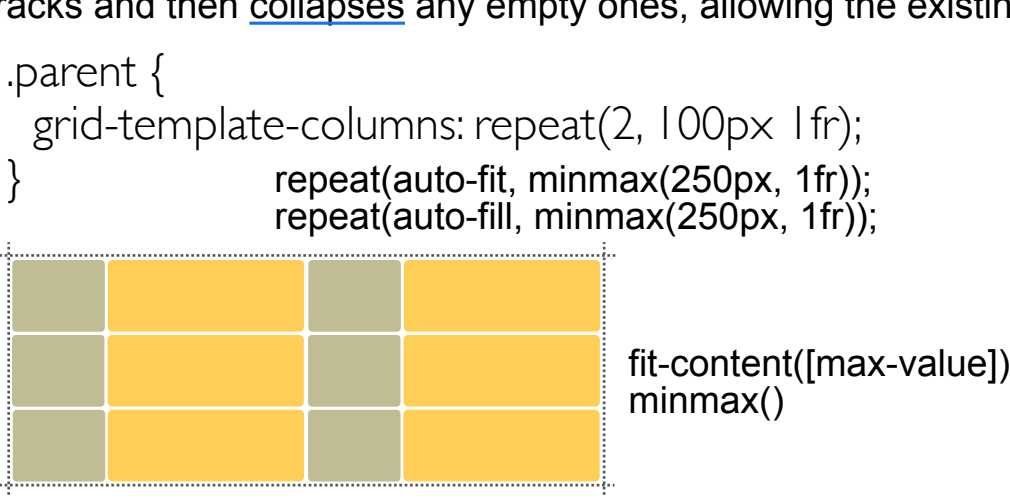 racks and then collapses any empty ones, allowing the existin
.parent {
grid-template-columns: repeat(2, 100px 1fr);
}
repeat(auto-fit, minmax(250px, 1fr));
repeat(auto-fill, minmax(250px, 1fr));
fit-content([max-value])
minmax()